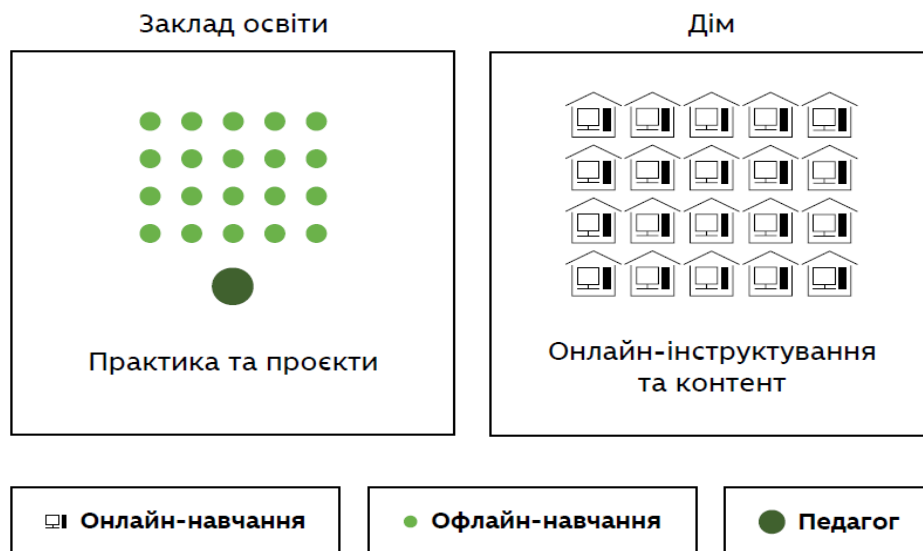 Заклад освіти
Дім
Практика та проєкти
Онлайн-інструктування
та контент
Онлайн-навчання
Офлайн-навчання
Педагог